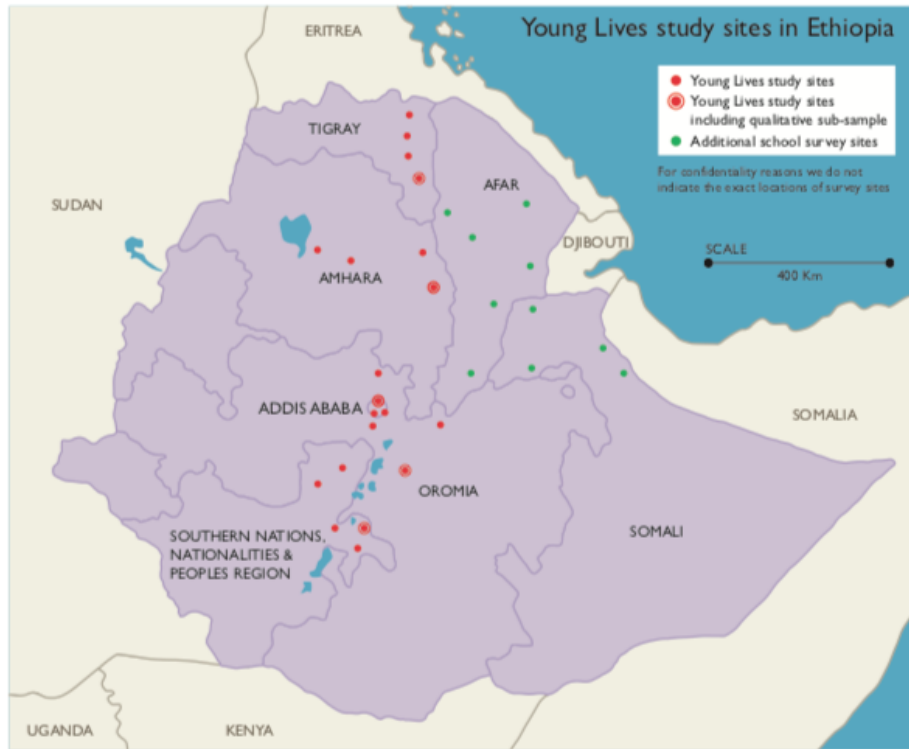 Young Lives study sites in Ethiopia
Young Lives study sites
Young Lives study sites
including qualitative sub-sample
Additional school survey sites
For confidentiality reasons we do not
indicate the exact locations of survey sites
SCALE
400 Km
ERITREA
TIGRAY
AFAR
SUDAN
DJIBOUTI
AMHARA
ADDIS ABABA
SOMALIA
OROMIA
SOUTHERN NATIONS,
NATIONALITIES &
PEOPLES REGION
SOMALI
UGANDA
KENYA